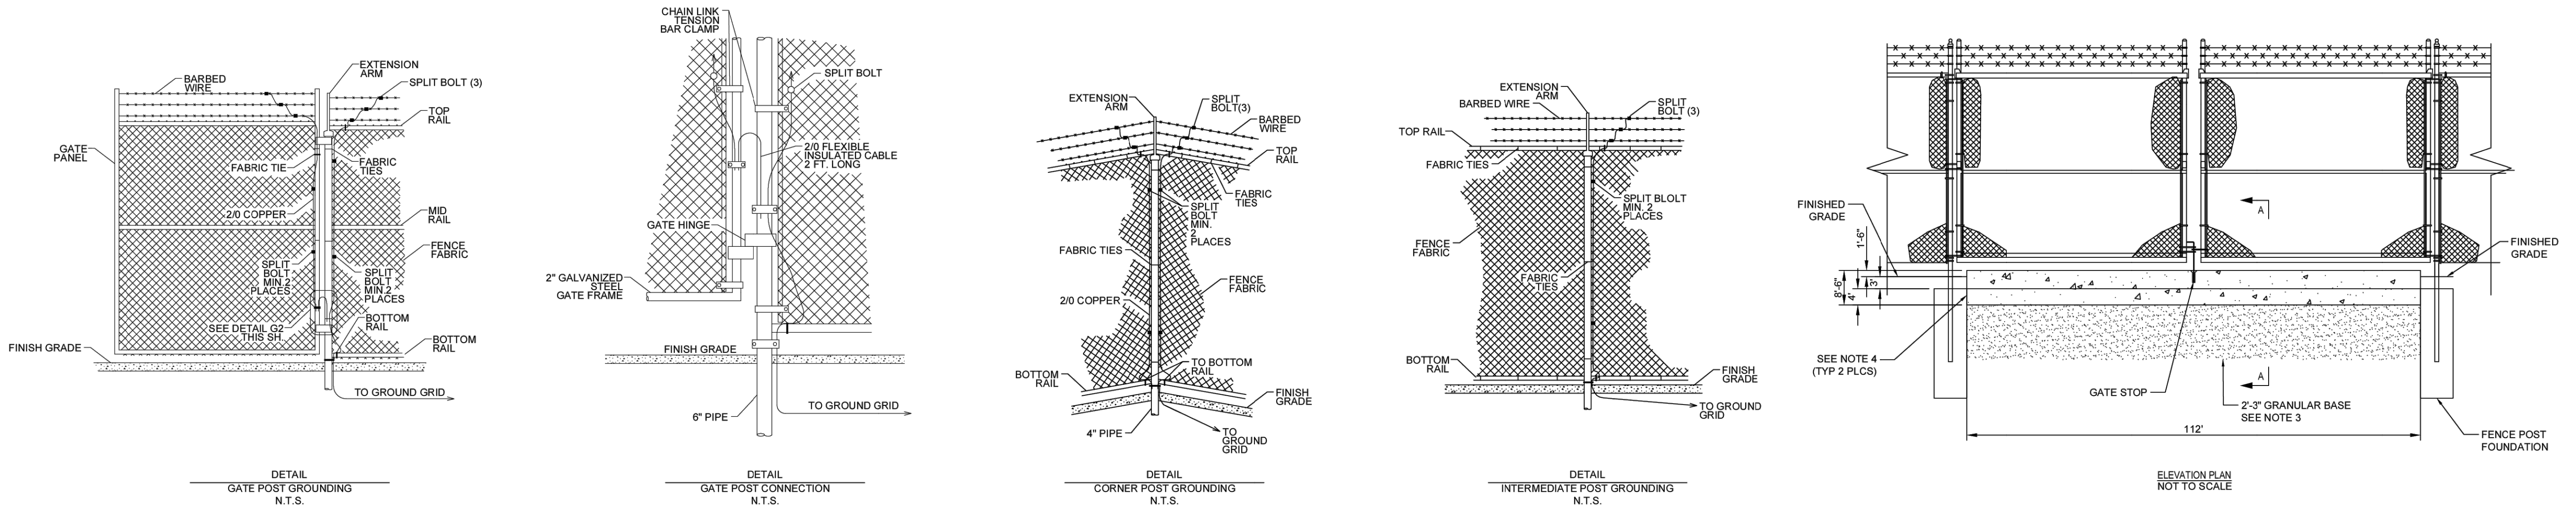 BARBED
WIRE
EXTENSION
ARM
SPLIT BOLT (3)
TOP
RAIL
GATE
PANEL
FABRIC TIE
FABRIC
TIES
2/0 COPPER
MID
RAIL
FENCE
FABRIC
SPLIT
BOLT
MIN.2
PLACES
SPLIT
BOLT
MIN.2
PLACES
SEE DETAIL G2
THIS SH.
BOTTOM
RAIL
BOTTOM
RAIL
FINISH GRADE
TO GROUND GRID
DETAIL
GATE POST GROUNDING
N.T.S.
CHAIN LINK
TENSION
BAR CLAMP
SPLIT BOLT
2/0 FLEXIBLE
INSULATED CABLE
2 FT. LONG
GATE HINGE
2" GALVANIZED
STEEL
GATE FRAME
FINISH GRADE
6" PIPE
TO GROUND GRID
DETAIL
GATE POST CONNECTION
N.T.S.
EXTENSION
ARM
SPLIT
BOLT(3)
BARBED
WIRE
TOP
RAIL
FABRIC
TIES
SPLIT
BOLT
MIN.
2
PLACES
FABRIC TIES
FENCE
FABRIC
2/0 COPPER
TO BOTTOM
RAIL
BOTTOM
RAIL
FINISH
GRADE
4" PIPE
TO
GROUND
GRID
DETAIL
CORNER POST GROUNDING
N.T.S.
EXTENSION
ARM
BARBED WIRE
SPLIT
BOLT (3)
TOP RAIL
FABRIC TIES
SPLIT BLOLT
MIN. 2
PLACES
FENCE
FABRIC
FABRIC
TIES
BOTTOM
RAIL
FINISH
GRADE
TO GROUND
GRID
DETAIL
INTERMEDIATE POST GROUNDING
N.T.S.
FINISHED
GRADE
1'-6"
A
FINISHED
GRADE
8'-6"
3'
4'
SEE NOTE 4
(TYP 2 PLCS)
A
GATE STOP
2'-3" GRANULAR BASE
SEE NOTE 3
112'
FENCE POST
FOUNDATION
ELEVATION PLAN
NOT TO SCALE